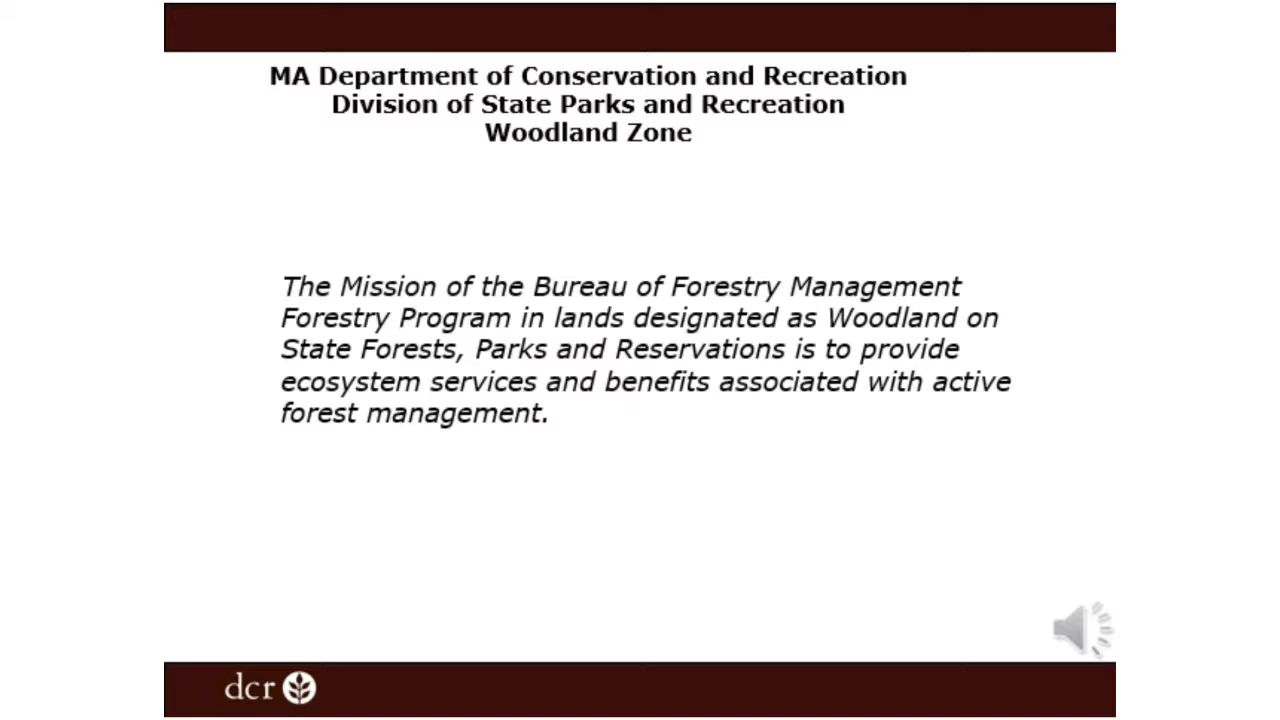 MA Department of Conservation and Recreation
Division of State Parks and Recreation
Woodland Zone
The Mission of the Bureau of Forestry Management
Forestry Program in lands designated as Woodland on
State Forests, Parks and Reservations is to provide
ecosystem services and benefits associated with active
forest management.
dcr